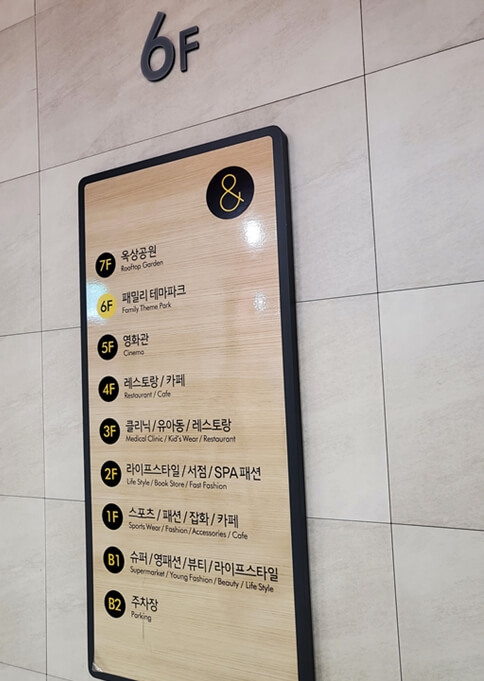 6F
&
7F 옥상공원
Rooftop Garden
6F 패밀리 테마파크
Family Theme Park
5F 영화관
Cinema
4F 레스토랑 / 카페
Restaurant / Cafe
3F 클리닉 / 유아동 / 레스토랑
Medical Clinic / Kid's Wear / Restaurant
2F 라이프스타일 / 서점 / SPA 패션
Life Style / Book Store / Fast Fashion
1F 스포츠 / 패션 / 잡화 / 카페
Sports Wear / Fashion / Accessories / Cafe
B1 슈퍼 / 영패션 / 뷰티 / 라이프스타일
Supermarket / Young Fashion / Beauty / Life Style
B2 주차장
Parking